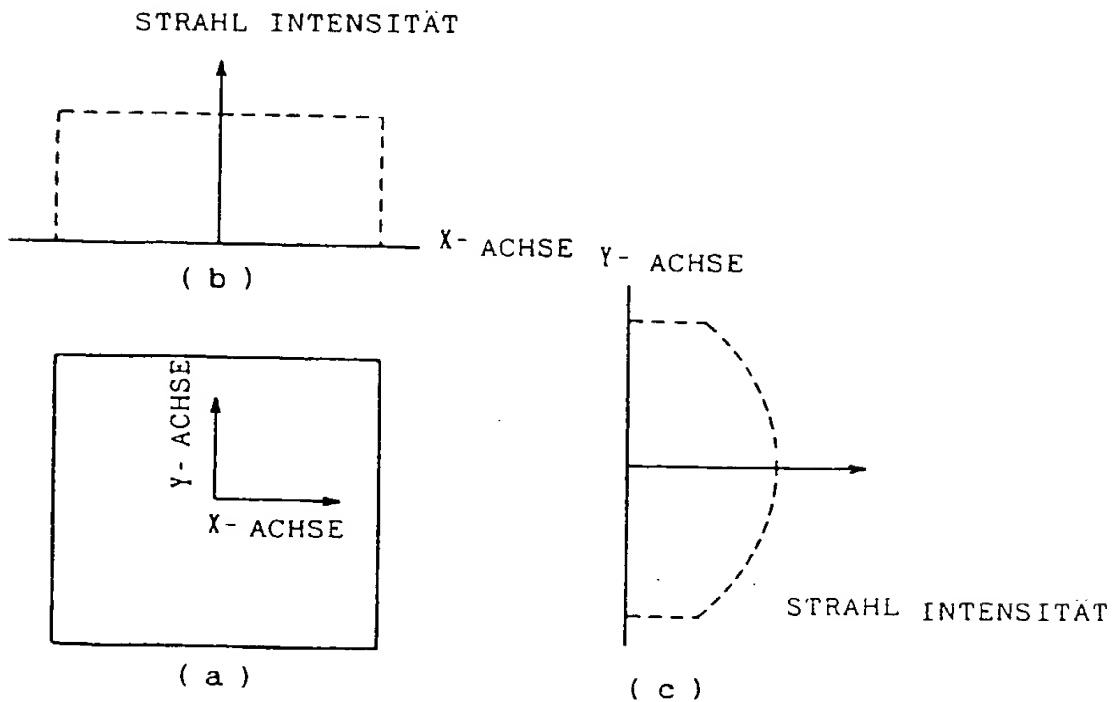 STRAHL INTENSITÄT
X- ACHSE
( b )
Y- ACHSE
Y- ACHSE
X- ACHSE
( a )
STRAHL INTENSITÄT
( c )